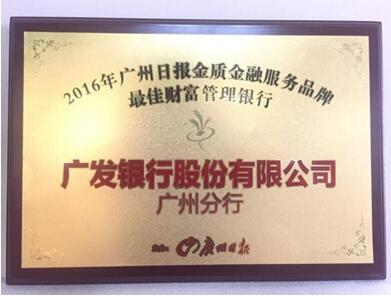 2016年广州日报金质金融服务品牌
最佳财富管理银行
广发银行股份有限公司
广州分行
广州日报